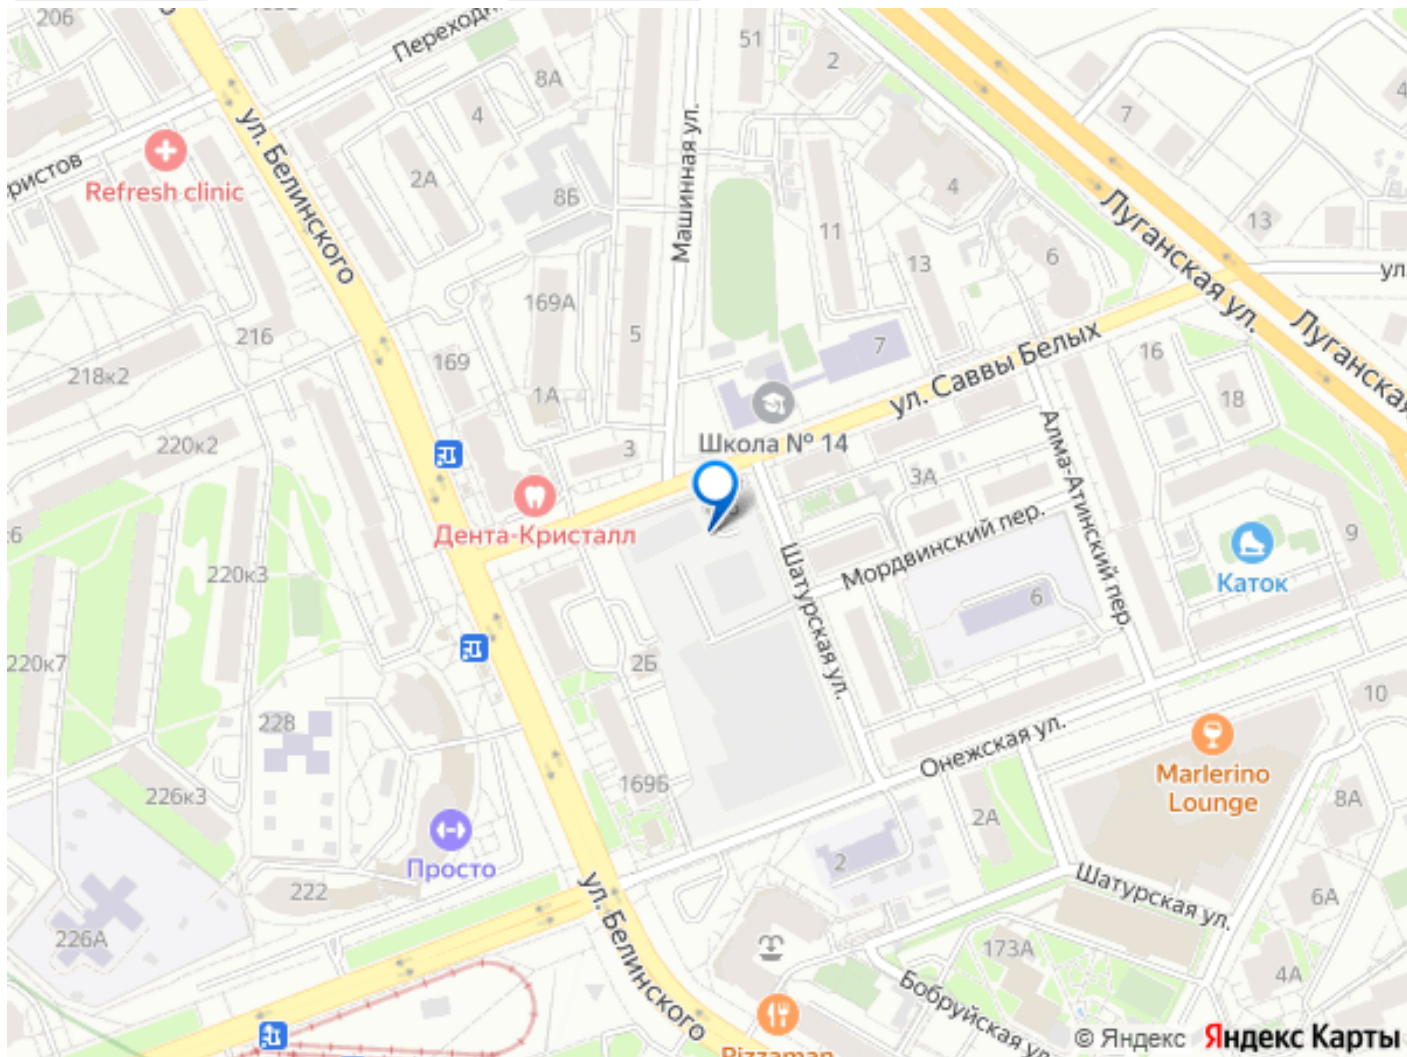 206
Переходн
51
2
8А
4
7
ул. Белинского
ристов
Refresh clinic
2А
8Б
Машинная ул.
4
11
13
13
6
Луганская ул.
ул
169А
5
216
169
7
ул. Саввы Белых
16
Луганская
218к2
1А
18
Школа № 14
220к2
3
3А
Алма-Атинский пер.
Дента-Кристалл
Мордвинский пер.
9
Каток
220к3
Шатурская ул.
6
220к7
2Б
10
228
Онежская ул.
Marlerino
Lounge
226к3
169Б
2А
8А
Просто
2
222
Шатурская ул.
6А
226А
ул. Белинского
173А
4А
Бобруйская ул
© Яндекс
Яндекс Карты
Pizzaman